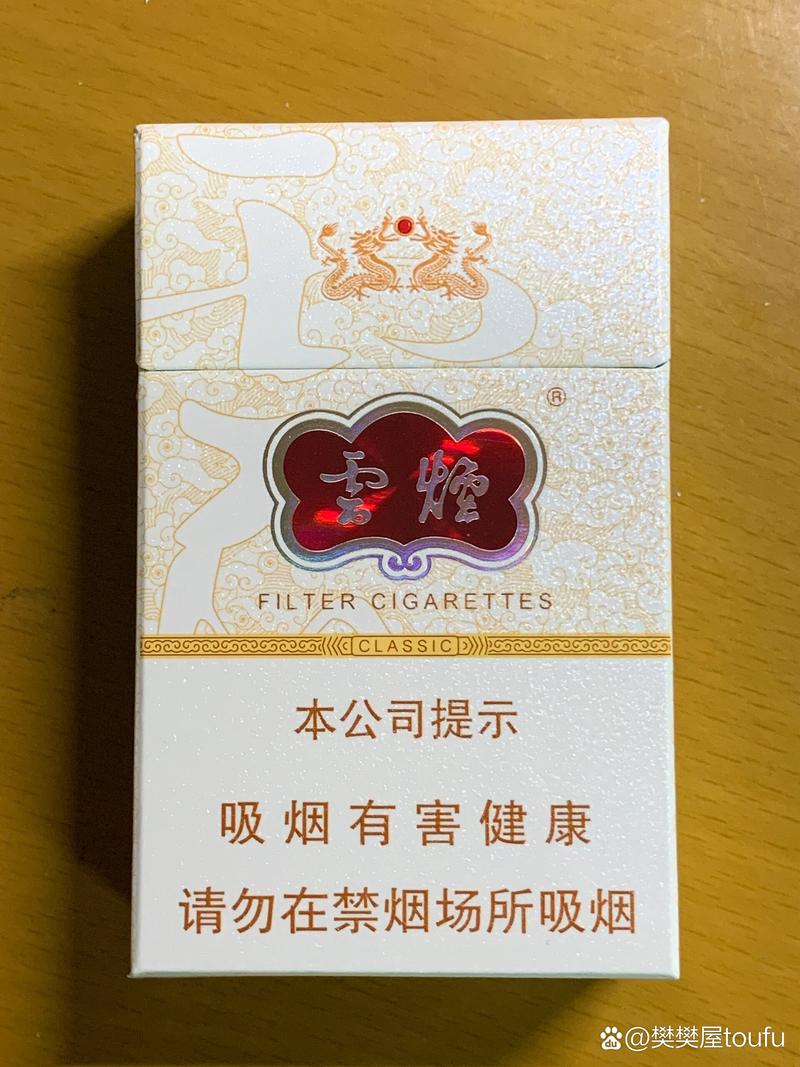 雲煙
®
FILTER CIGARETTES
CLASSIC
本公司提示
吸烟有害健康
请勿在禁烟场所吸烟
du @樊樊屋toufu